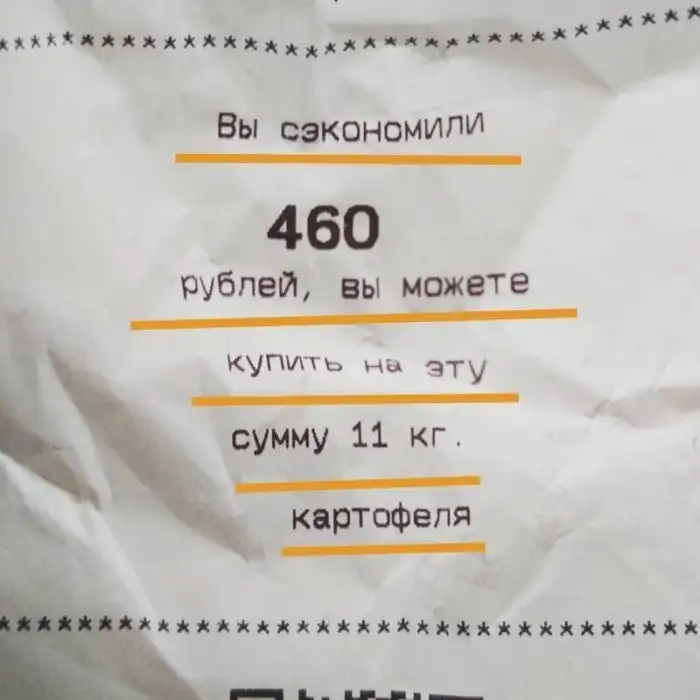 Вы сэкономили
460
рублей, вы можете
купить на эту
сумму 11 кг.
картофеля